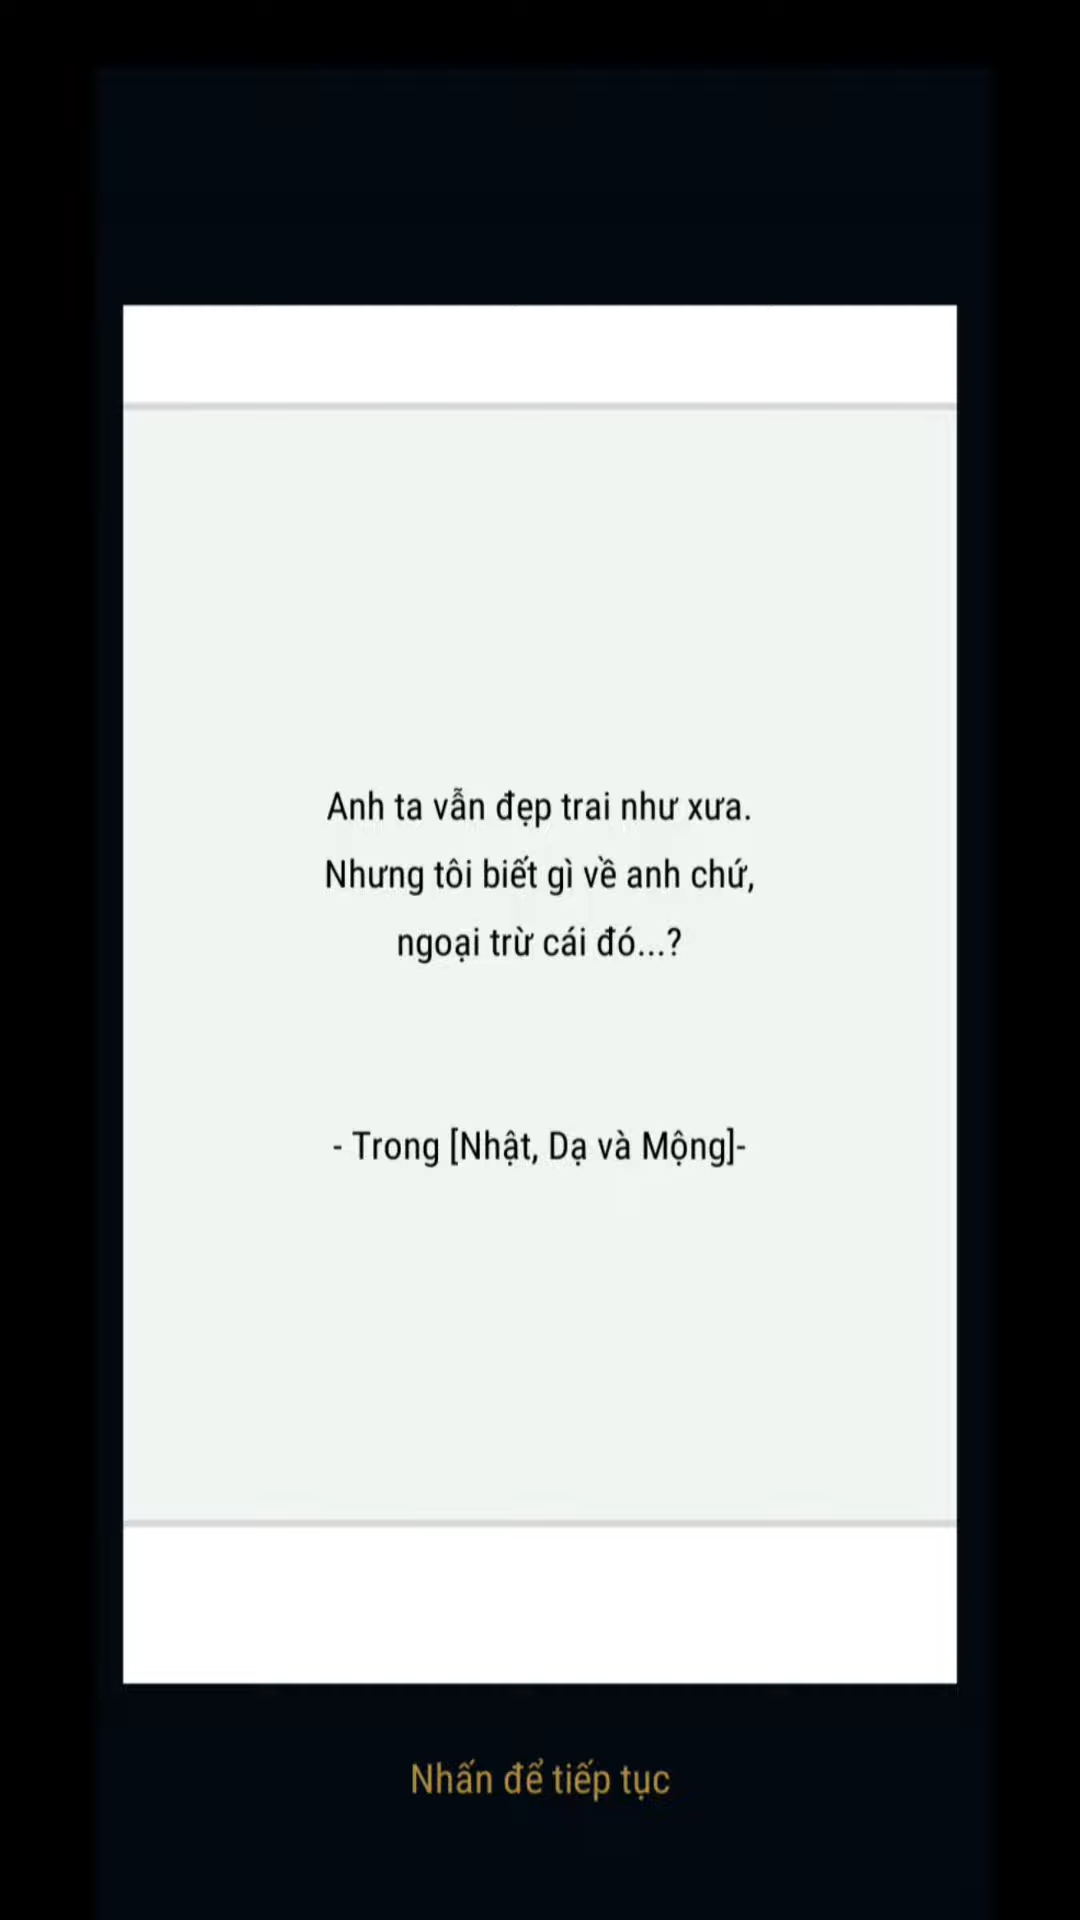 Anh ta vẫn đẹp trai như xưa.
Nhưng tôi biết gì về anh chứ,
ngoại trừ cái đó...?
- Trong [Nhật, Dạ và Mộng]-
Nhấn để tiếp tục